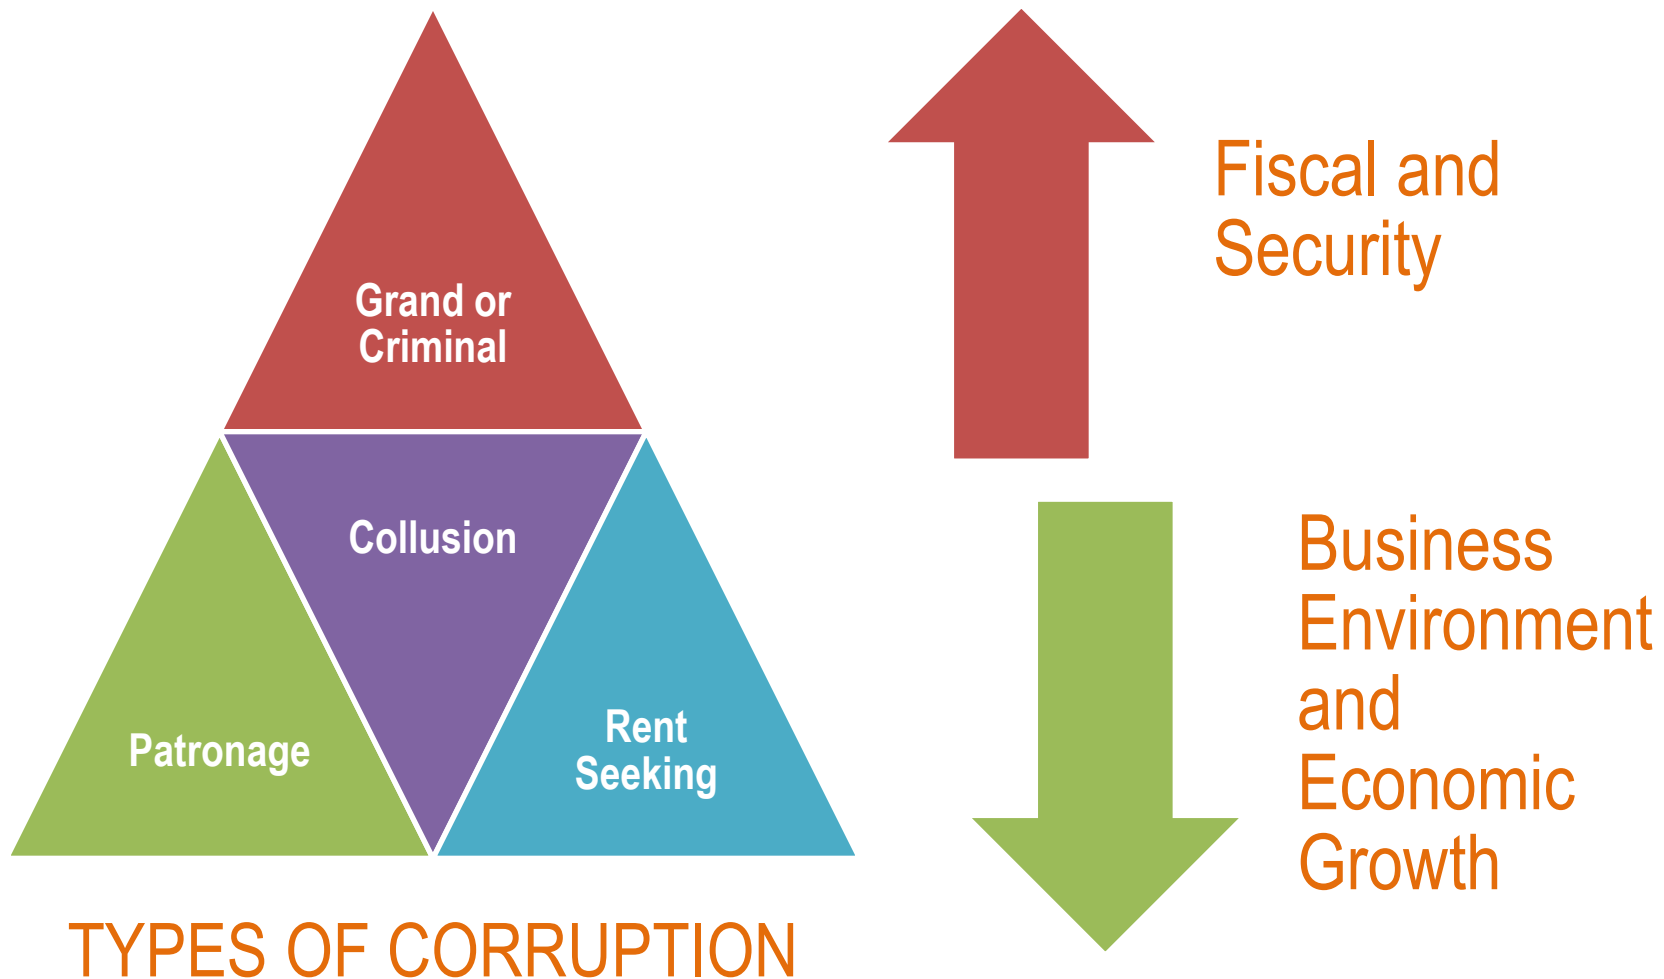 Grand or
Criminal
Collusion
Patronage
Rent
Seeking
TYPES OF CORRUPTION
Fiscal and
Security
Business
Environment
and
Economic
Growth